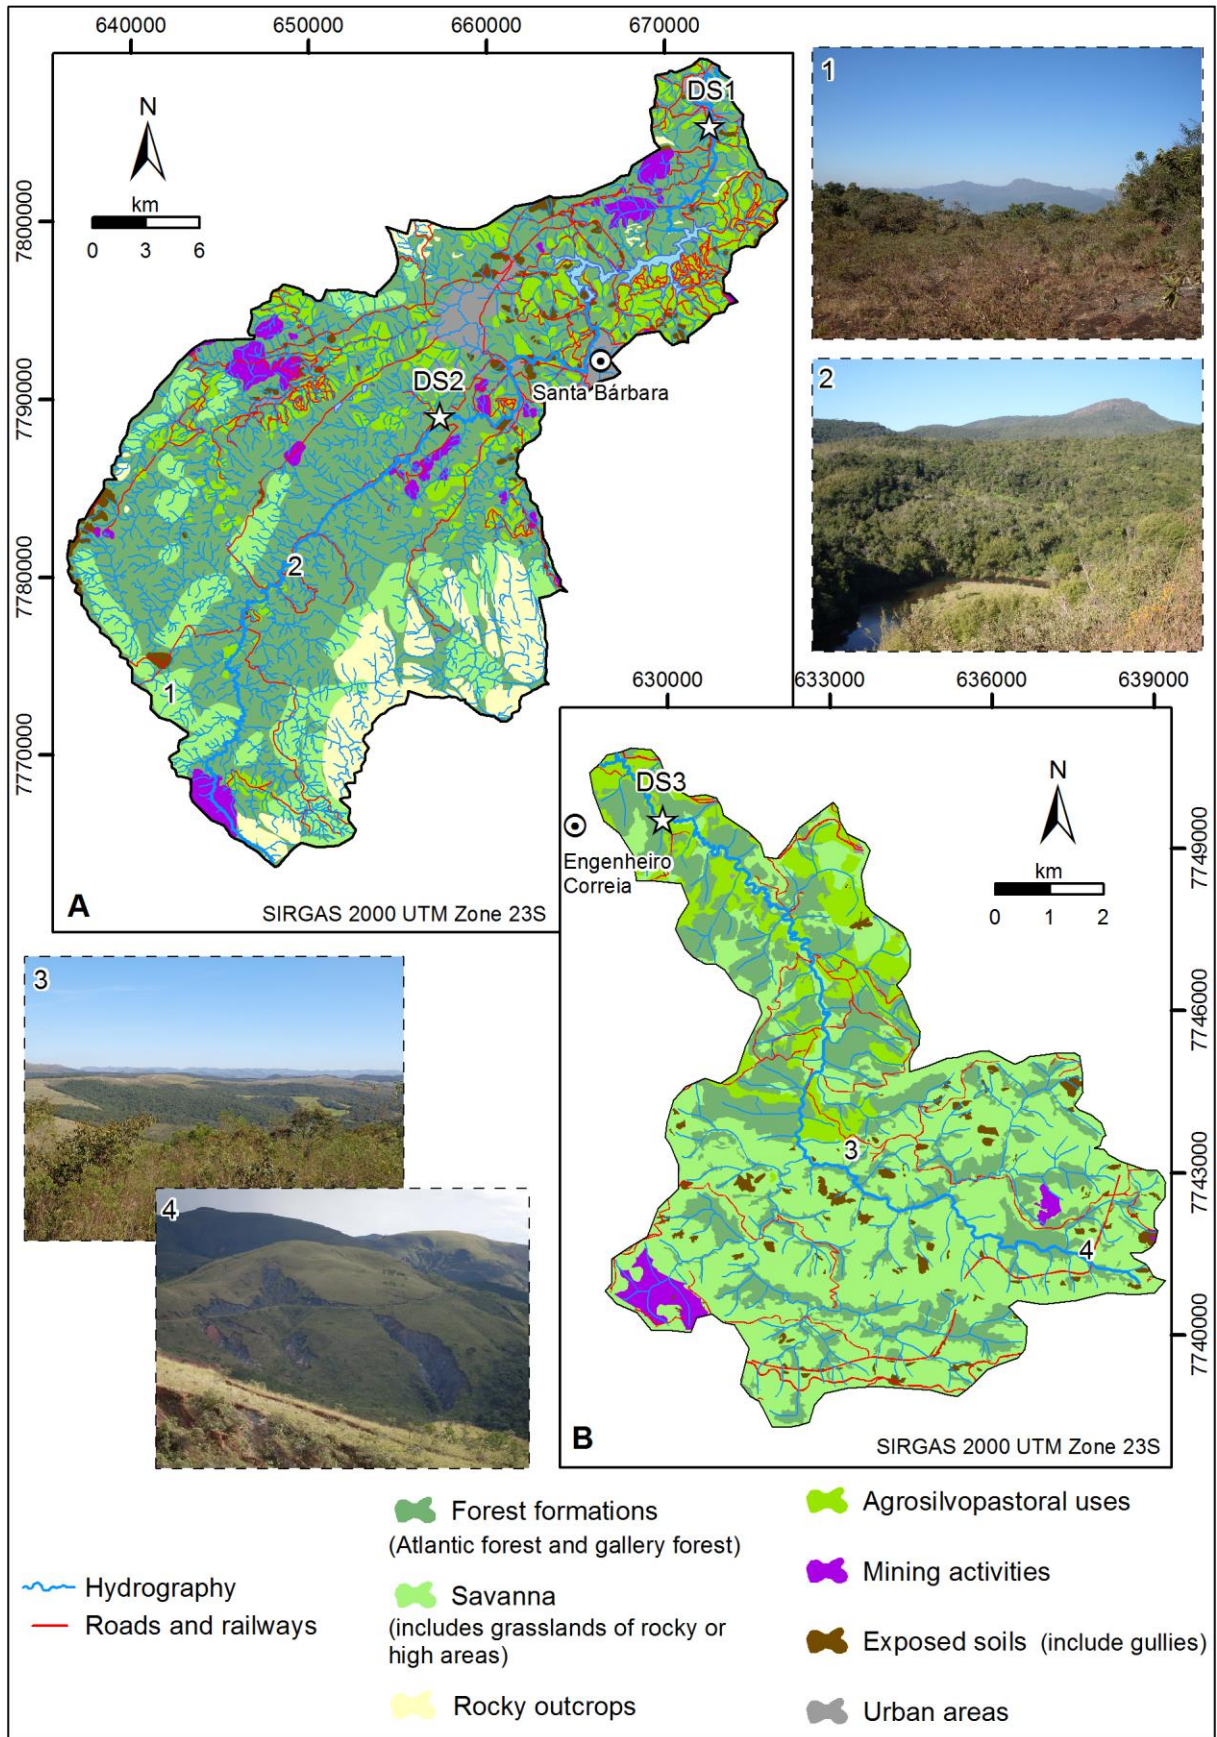 640000
650000
660000
670000
7800000
7790000
7780000
7770000
N
km
0 3 6
DS1
DS2
Santa Bárbara
2
1
A
SIRGAS 2000 UTM Zone 23S
1
2
630000
633000
636000
639000
7749000
7746000
7743000
7740000
DS3
Engenheiro
Correia
N
km
0 1 2
3
4
B
SIRGAS 2000 UTM Zone 23S
3
4
Hydrography
Roads and railways
Forest formations
(Atlantic forest and gallery forest)
Savanna
(includes grasslands of rocky or
high areas)
Rocky outcrops
Agrosilvopastoral uses
Mining activities
Exposed soils (include gullies)
Urban areas